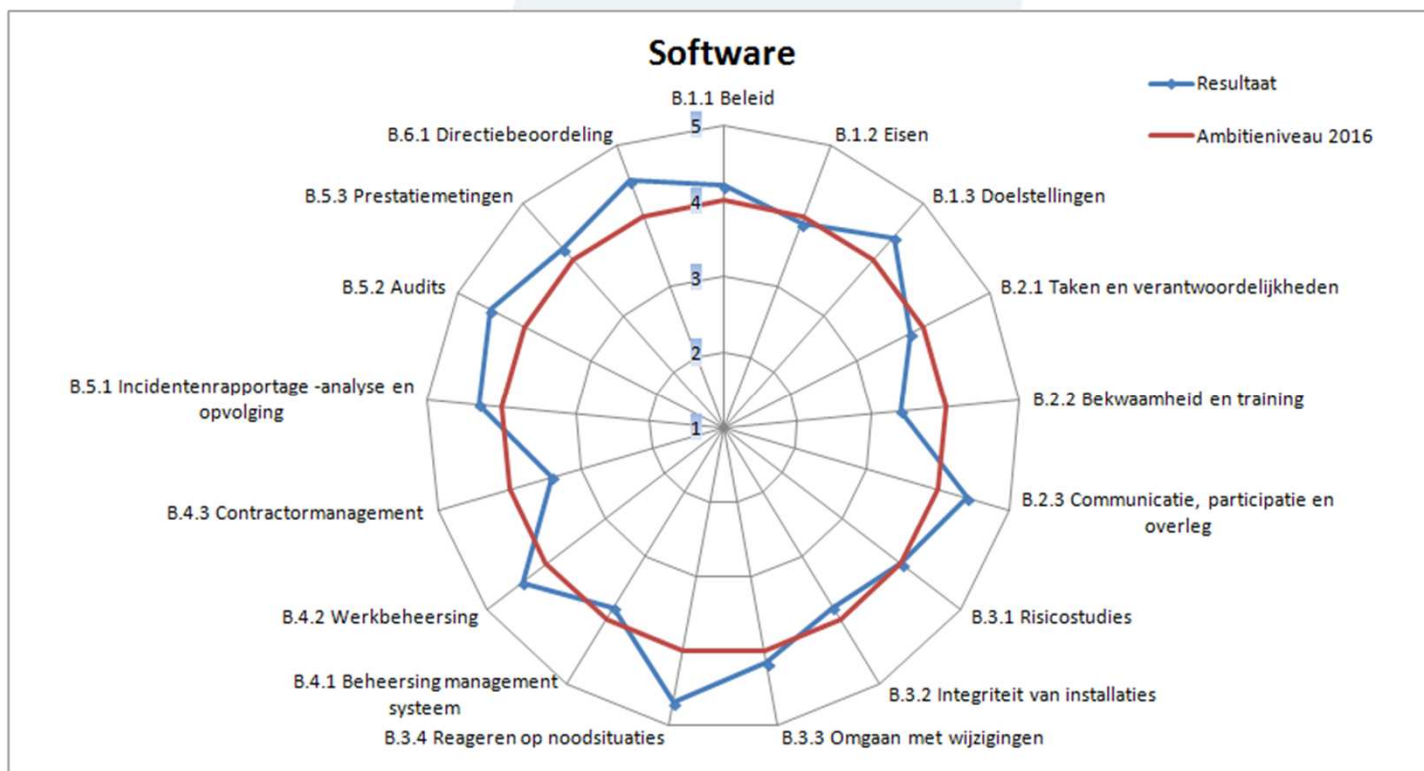 Software
Resultaat
Ambitieniveau 2016
B.1.1 Beleid
B.1.2 Eisen
B.1.3 Doelstellingen
B.2.1 Taken en verantwoordelijkheden
B.2.2 Bekwaamheid en training
B.2.3 Communicatie, participatie en
overleg
B.3.1 Risicostudies
B.3.2 Integriteit van installaties
B.3.3 Omgaan met wijzigingen
B.3.4 Reageren op noodsituaties
B.4.1 Beheersing management
systeem
B.4.2 Werkbeheersing
B.4.3 Contractormanagement
B.5.1 Incidentenrapportage -analyse en
opvolging
B.5.2 Audits
B.5.3 Prestatiemetingen
B.6.1 Directiebeoordeling
5
4
3
2
1